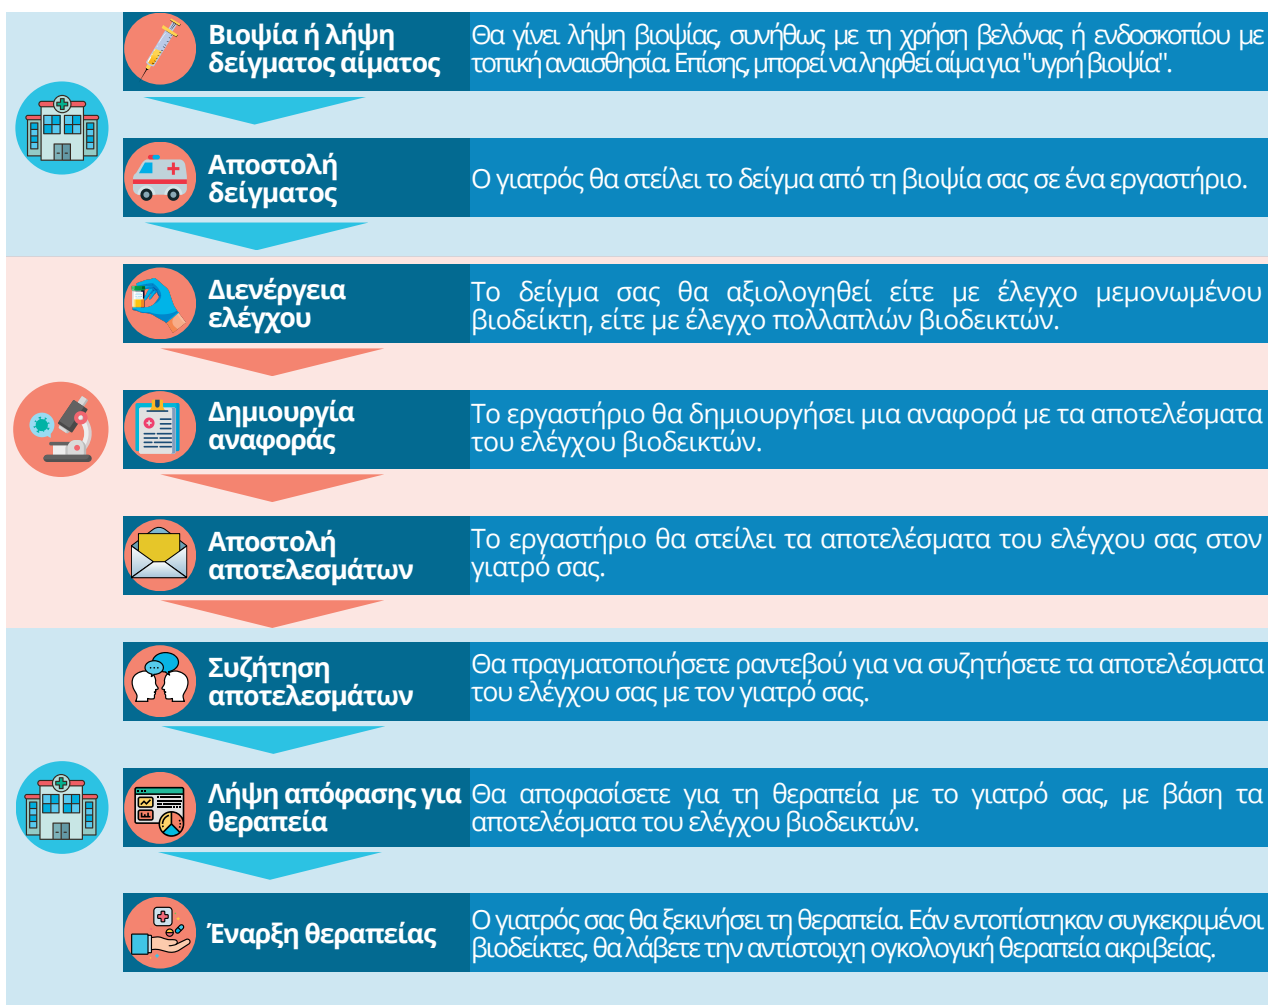 Βιοψία ή λήψη
δείγματος αίματος
Θα γίνει λήψη βιοψίας, συνήθως με τη χρήση βελόνας ή ενδοσκοπίου με
τοπική αναισθησία. Επίσης, μπορεί να ληφθεί αίμα για "υγρή βιοψία".
Αποστολή
δείγματος
Ο γιατρός θα στείλει το δείγμα από τη βιοψία σας σε ένα εργαστήριο.
Διενέργεια
ελέγχου
Το δείγμα σας θα αξιολογηθεί είτε με έλεγχο μεμονωμένου
βιοδείκτη, είτε με έλεγχο πολλαπλών βιοδεικτών.
Δημιουργία
αναφοράς
Το εργαστήριο θα δημιουργήσει μια αναφορά με τα αποτελέσματα
του ελέγχου βιοδεικτών.
Αποστολή
αποτελεσμάτων
Το εργαστήριο θα στείλει τα αποτελέσματα του ελέγχου σας στον
γιατρό σας.
Συζήτηση
αποτελεσμάτων
Θα πραγματοποιήσετε ραντεβού για να συζητήσετε τα αποτελέσματα
του ελέγχου σας με τον γιατρό σας.
Λήψη απόφασης για
θεραπεία
Θα αποφασίσετε για τη θεραπεία με το γιατρό σας, με βάση τα
αποτελέσματα του ελέγχου βιοδεικτών.
Έναρξη θεραπείας
Ο γιατρός σας θα ξεκινήσει τη θεραπεία. Εάν εντοπίστηκαν συγκεκριμένοι
βιοδείκτες, θα λάβετε την αντίστοιχη ογκολογική θεραπεία ακριβείας.